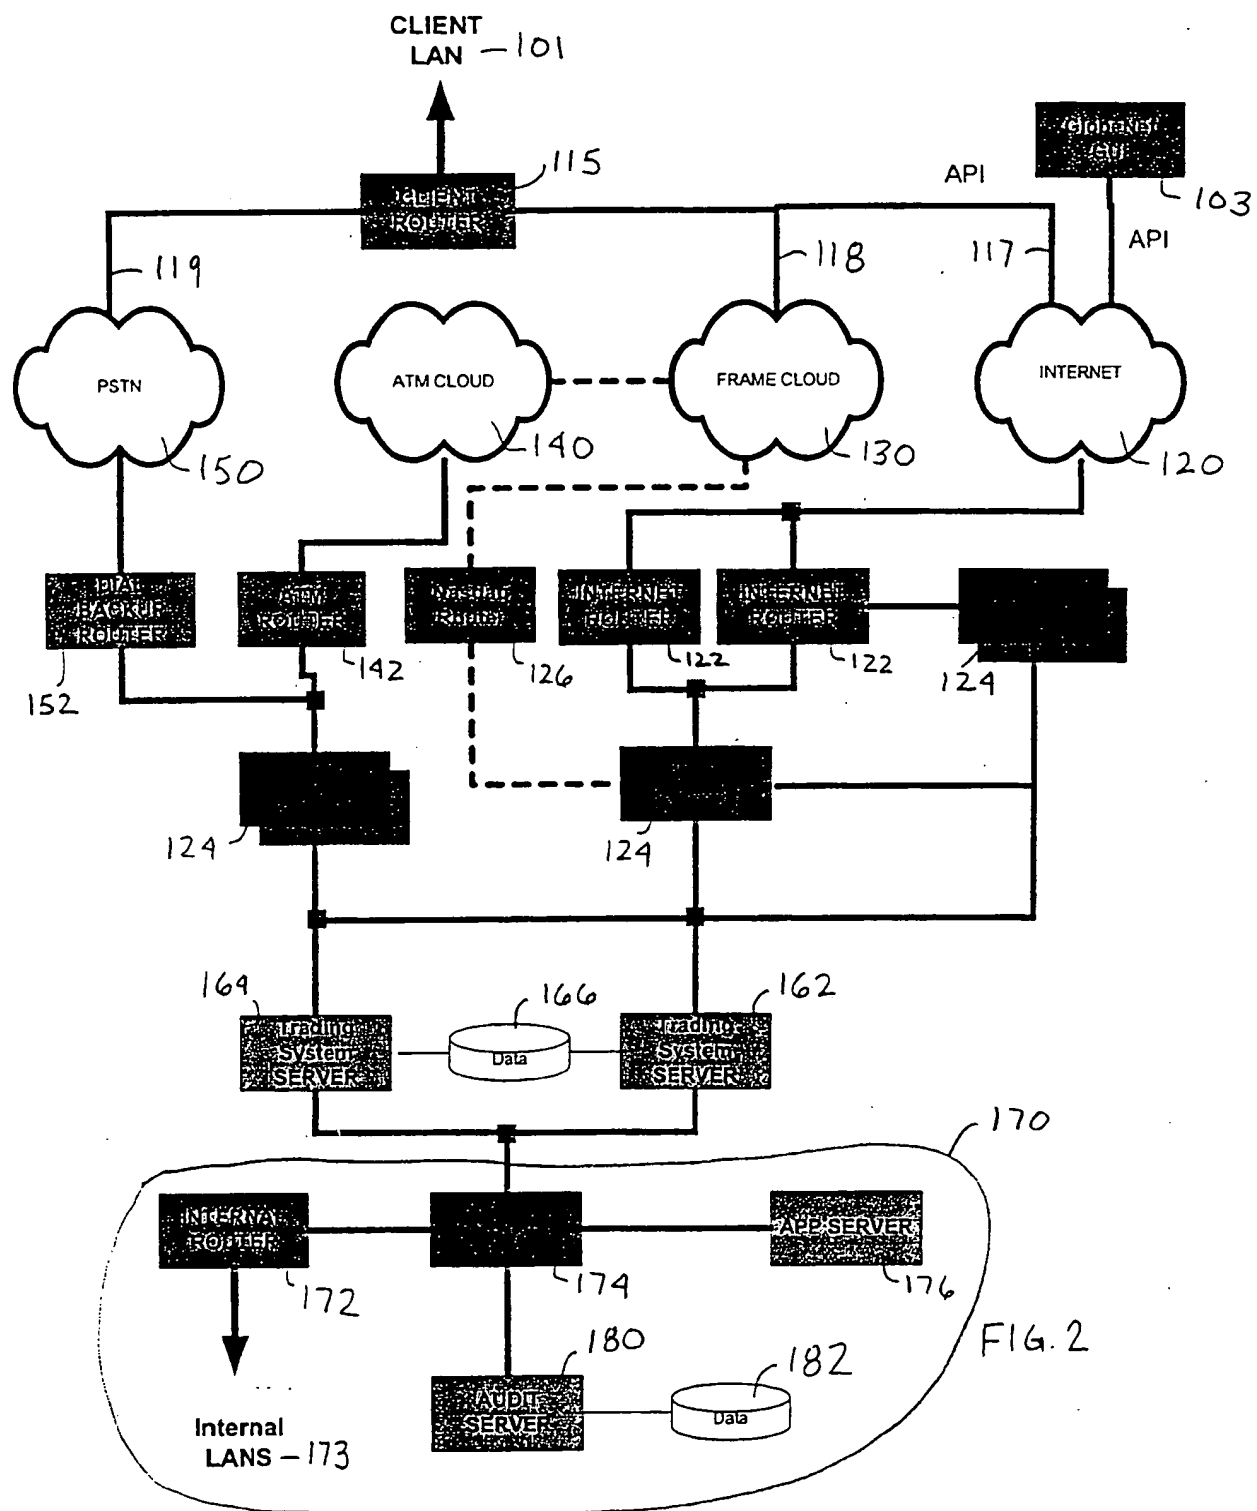 CLIENT
LAN
101
GlobeNet
GUI
103
115
CLIENT
ROUTER
API
API
119
118
117
PSTN
ATM CLOUD
FRAME CLOUD
INTERNET
150
140
130
120
DIAL
BACKUP
ROUTER
ATM
ROUTER
Nasdaq
Router
INTERNET
ROUTER
INTERNET
ROUTER
152
142
126
122
122
124
124
124
164
166
162
Trading
System
SERVER
Data
Trading
System
SERVER
170
INTERNAL
ROUTER
APP SERVER
172
174
176
FIG. 2
180
182
AUDIT
SERVER
Data
Internal
LANS
173